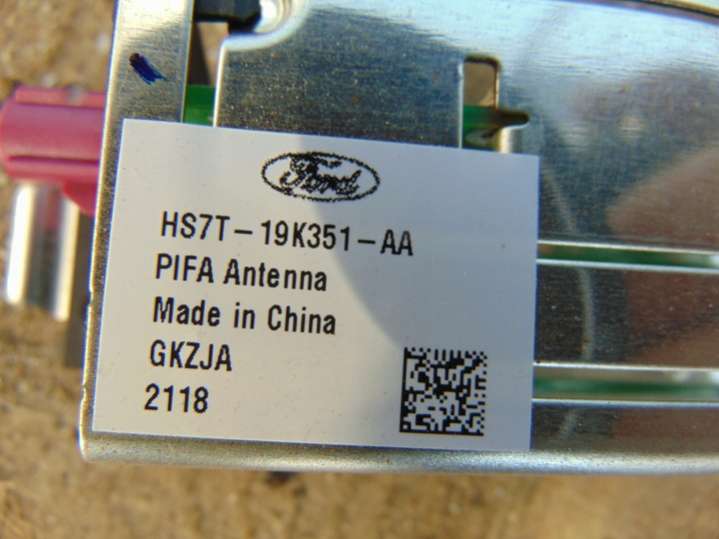 Ford
HS7T-19K351-AA
PIFA Antenna
Made in China
GKZJA
2118